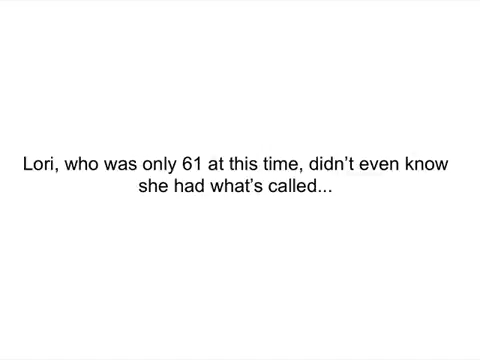 Lori, who was only 61 at this time, didn’t even know
she had what’s called...